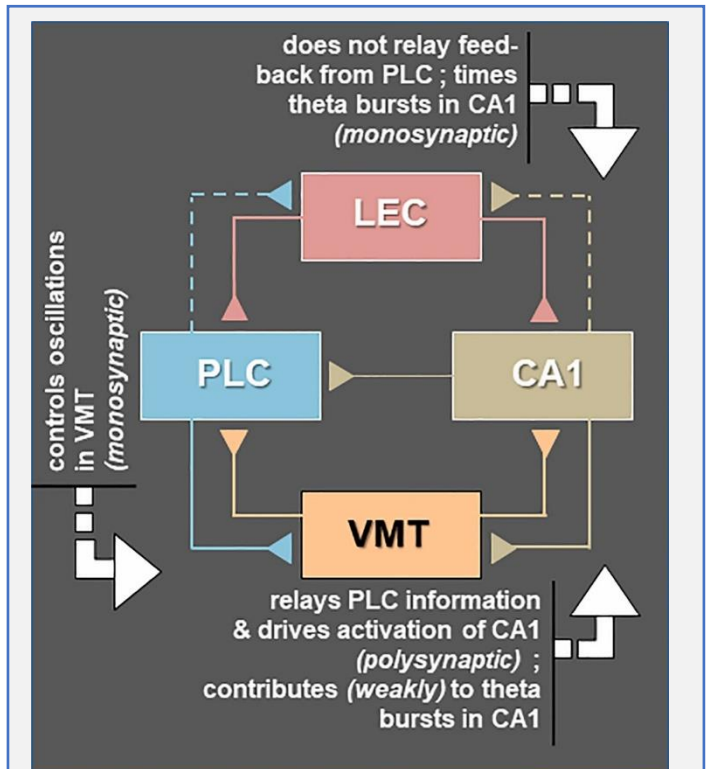 does not relay feed-
back from PLC ; times
theta bursts in CA1
(monosynaptic)
LEC
controls oscillations
in VMT
(monosynaptic)
PLC
CA1
VMT
relays PLC information
& drives activation of CA1
(polysynaptic) ;
contributes (weakly) to theta
bursts in CA1